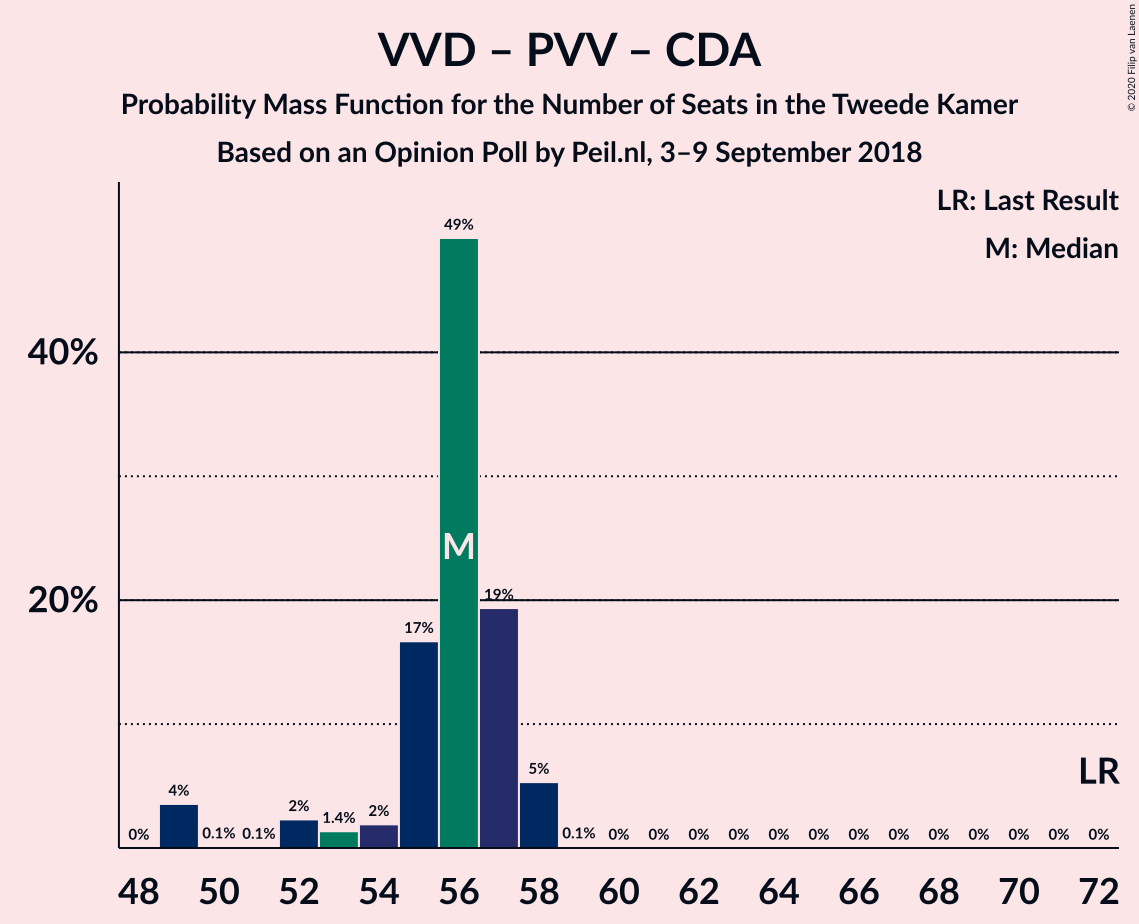 VVD – PVV – CDA
Probability Mass Function for the Number of Seats in the Tweede Kamer
Based on an Opinion Poll by Peil.nl, 3–9 September 2018
© 2020 Filip van Laenen
LR: Last Result
M: Median
40%
20%
0% 4% 0.1% 0.1% 2% 1.4% 2% 17% 49% 19% 5% 0.1% 0% 0% 0% 0% 0% 0% 0% 0% 0% 0% 0% 0% 0%
M
LR
48 50 52 54 56 58 60 62 64 66 68 70 72